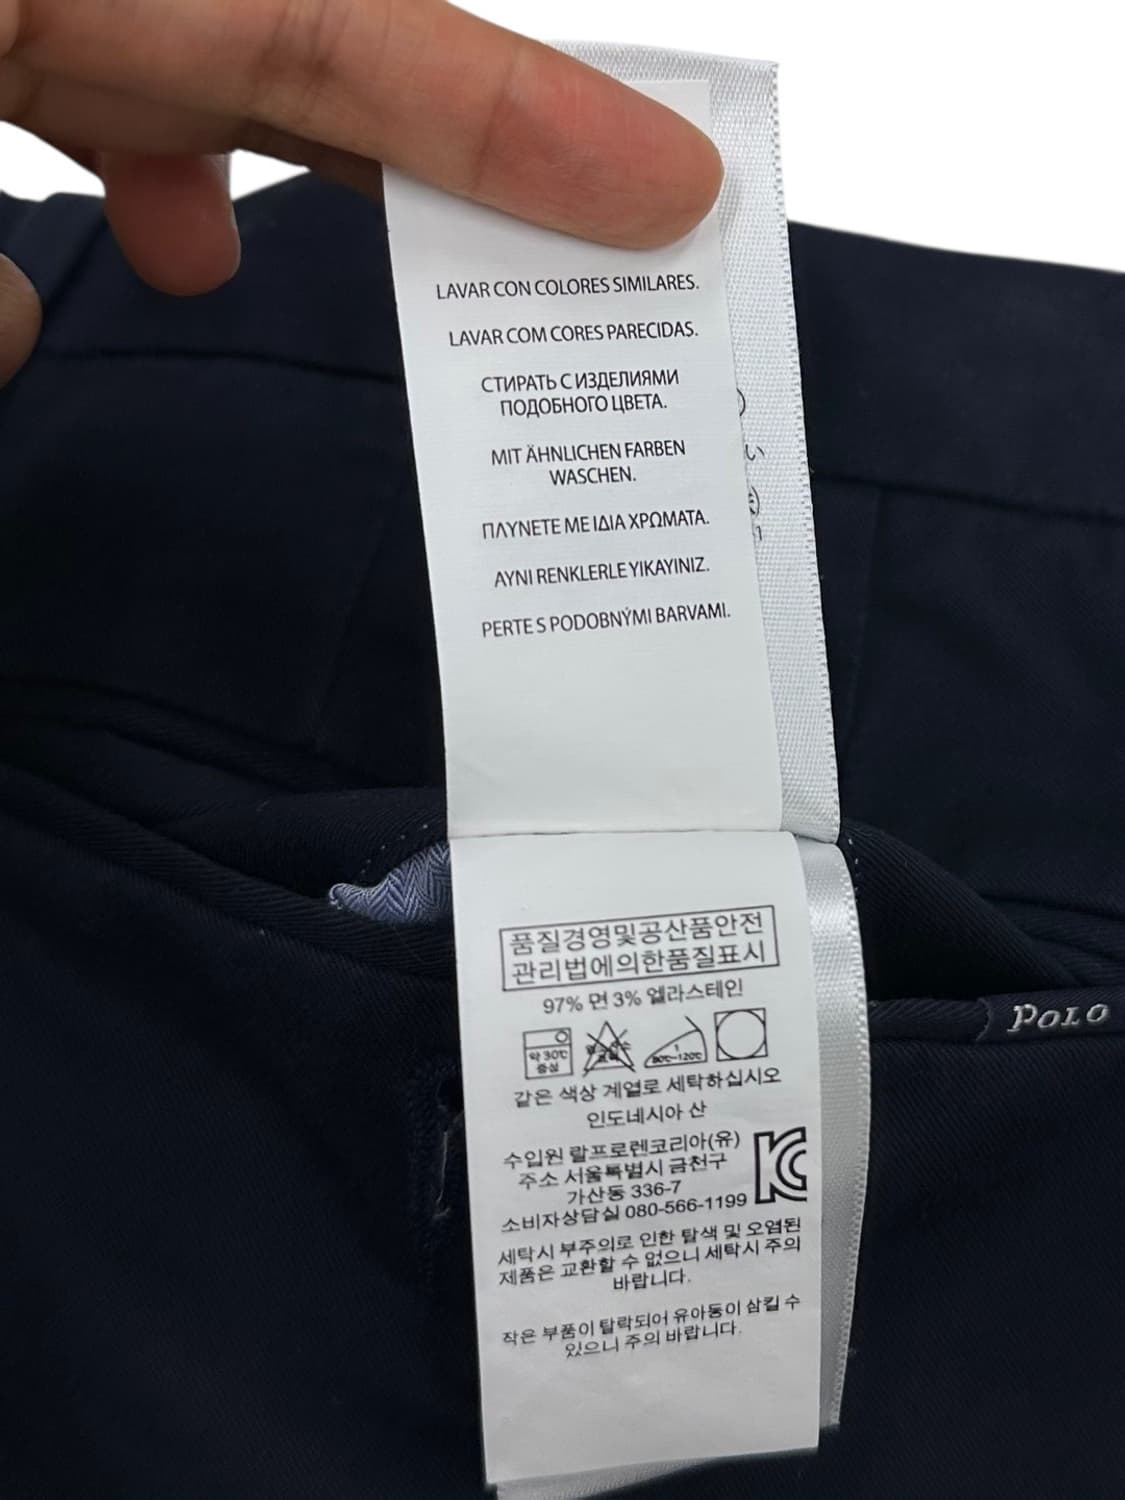 LAVAR CON COLORES SIMILARES.
LAVAR COM CORES PARECIDAS.
СТИРАТЬ С ИЗДЕЛИЯМИ
ПОДОБНОГО ЦВЕТА.
MIT ÄHNLICHEN FARBEN
WASCHEN.
ΠΛΥΝΕΤΕ ΜΕ ΙΔΙΑ ΧΡΩΜΑΤΑ.
AYNI RENKLERLE YIKAYINIZ.
PERTE S PODOBNÝMI BARVAMI.
품질경영및공산품안전
관리법에의한품질표시
97% 면 3% 엘라스테인
약 30℃
중성
1
80℃~120℃
같은 색상 계열로 세탁하십시오
인도네시아 산
수입원 랄프로렌코리아(유)
주소 서울특별시 금천구
가산동 336-7
소비자상담실 080-566-1199
세탁시 부주의로 인한 탈색 및 오염된
제품은 교환할 수 없으니 세탁시 주의
바랍니다.
작은 부품이 탈락되어 유아동이 삼킬 수
있으니 주의 바랍니다.
POLO